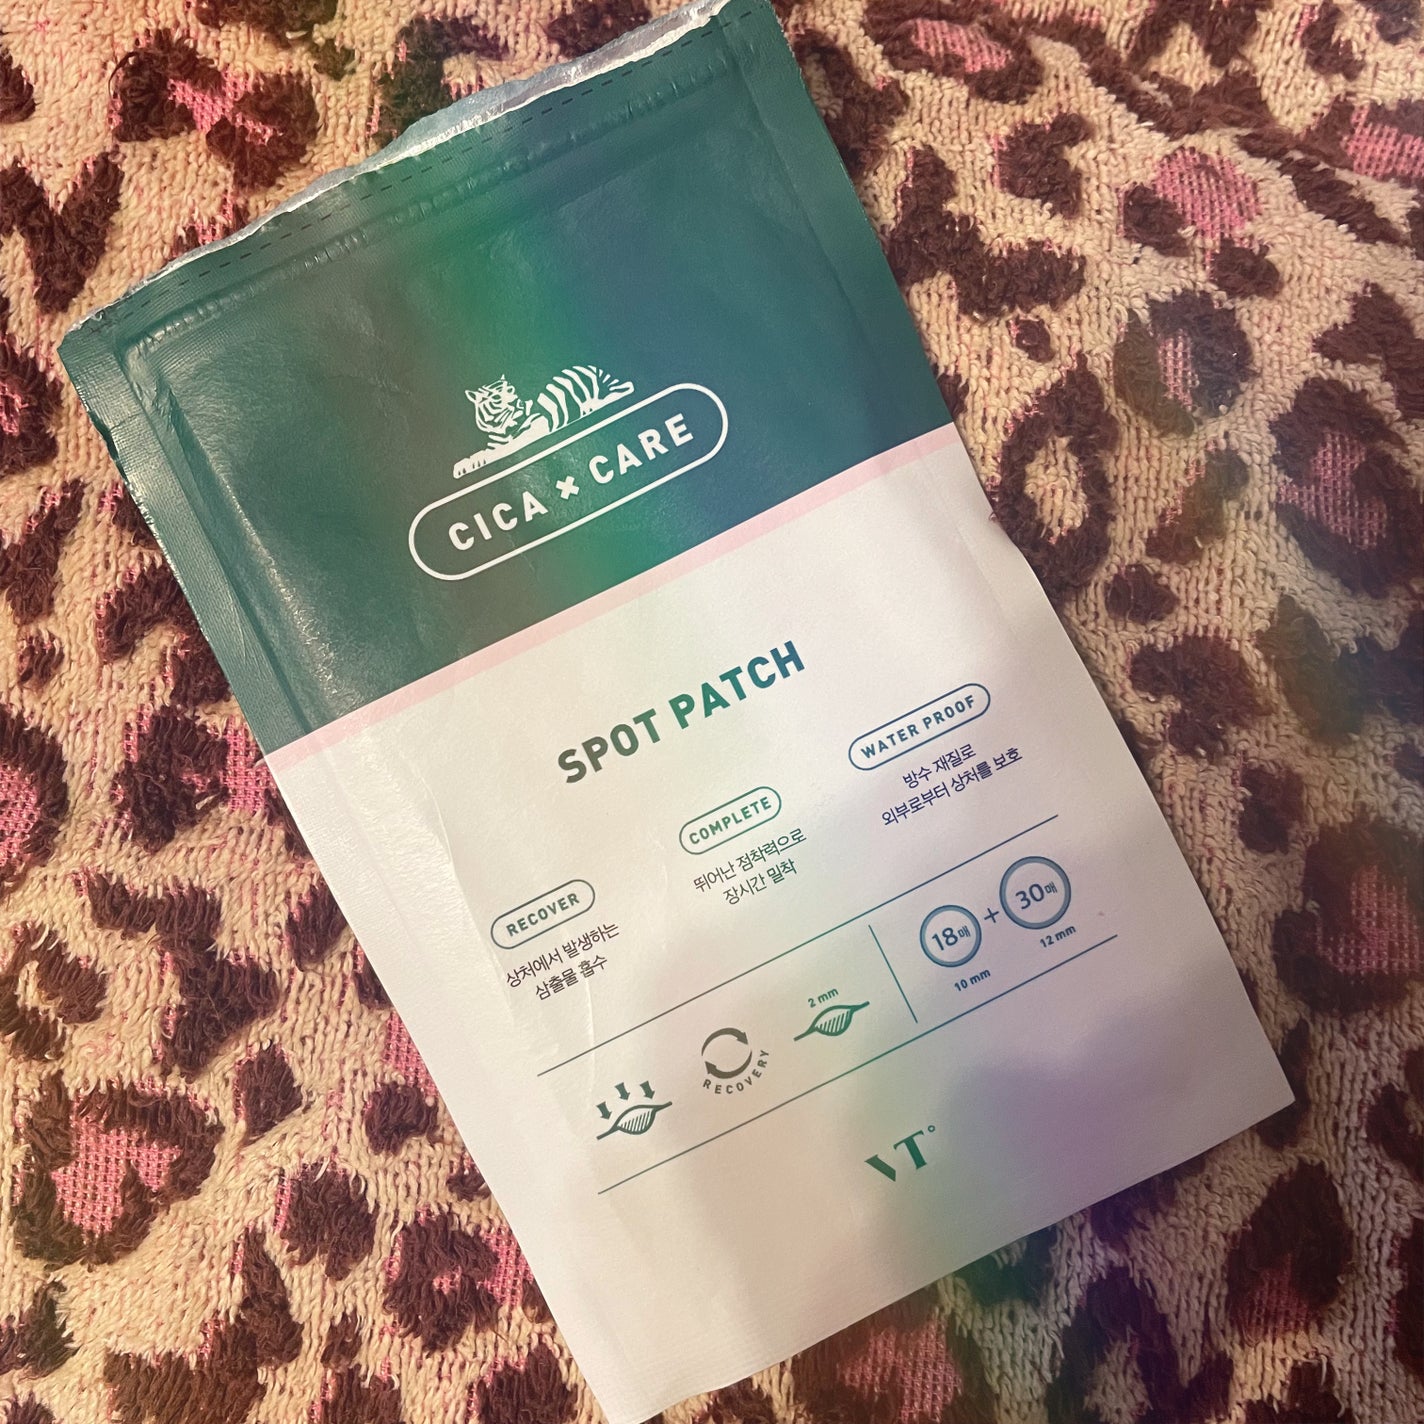 CICA × CARE
SPOT PATCH
RECOVER
상처에서 발생하는
삼출물 흡수
COMPLETE
뛰어난 점착력으로
장시간 밀착
WATER PROOF
방수 재질로
외부로부터 상처를 보호
RECOVERY
2 mm
18매 + 30매
10 mm
12 mm
VT